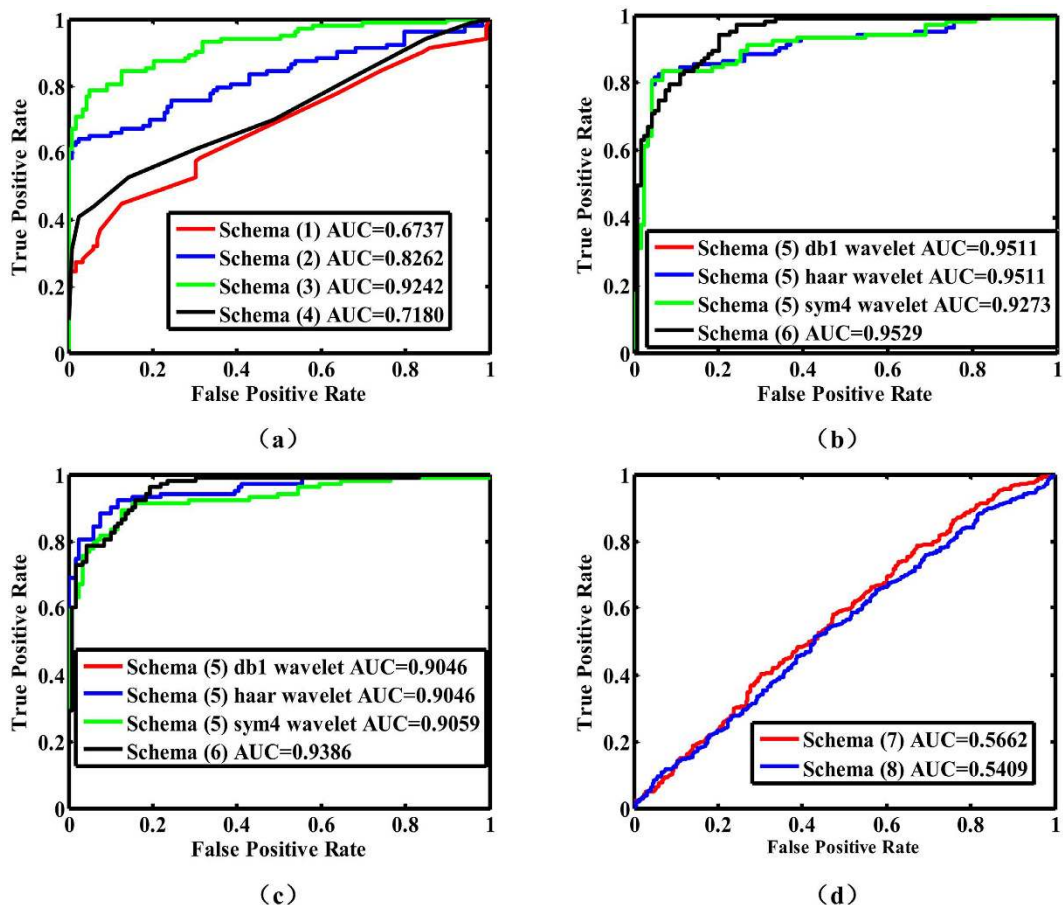 1
0.8
0.6
0.4
0.2
0
True Positive Rate
Schema (1) AUC=0.6737
Schema (2) AUC=0.8262
Schema (3) AUC=0.9242
Schema (4) AUC=0.7180
0 0.2 0.4 0.6 0.8 1
False Positive Rate
(a)
1
0.8
0.6
0.4
0.2
0
True Positive Rate
Schema (5) db1 wavelet AUC=0.9511
Schema (5) haar wavelet AUC=0.9511
Schema (5) sym4 wavelet AUC=0.9273
Schema (6) AUC=0.9529
0 0.2 0.4 0.6 0.8 1
False Positive Rate
(b)
1
0.8
0.6
0.4
0.2
0
True Positive Rate
Schema (5) db1 wavelet AUC=0.9046
Schema (5) haar wavelet AUC=0.9046
Schema (5) sym4 wavelet AUC=0.9059
Schema (6) AUC=0.9386
0 0.2 0.4 0.6 0.8 1
False Positive Rate
(c)
1
0.8
0.6
0.4
0.2
0
True Positive Rate
Schema (7) AUC=0.5662
Schema (8) AUC=0.5409
0 0.2 0.4 0.6 0.8 1
False Positive Rate
(d)